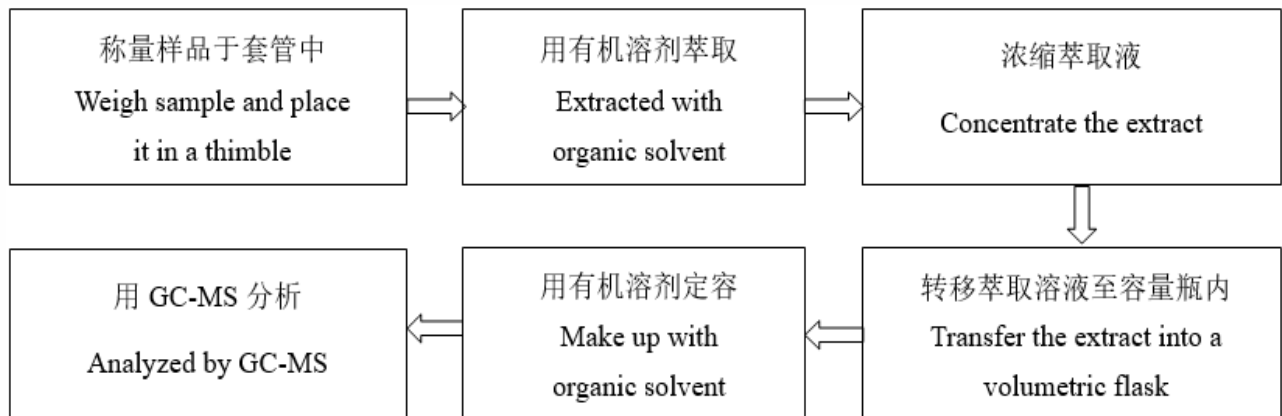 称量样品于套管中
Weigh sample and place
it in a thimble
用有机溶剂萃取
Extracted with
organic solvent
浓缩萃取液
Concentrate the extract
转移萃取溶液至容量瓶内
Transfer the extract into a
volumetric flask
用有机溶剂定容
Make up with
organic solvent
用 GC-MS 分析
Analyzed by GC-MS